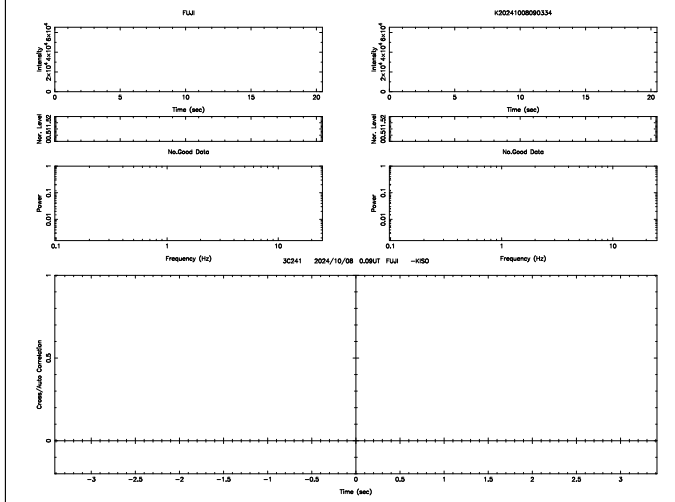 FUJI
K20241008090334
Intensity
0 2×10⁴ 4×10⁴ 6×10⁴
0 5 10 15 20
Time (sec)
Intensity
0 2×10⁴ 4×10⁴ 6×10⁴
0 5 10 15 20
Time (sec)
Nor. Level
00.511.52
Nor. Level
00.511.52
No.Good Data
No.Good Data
Power
1
0.1
0.01
0.1 1 10
Frequency (Hz)
Power
1
0.1
0.01
0.1 1 10
Frequency (Hz)
3C241 2024/10/08 0.09UT FUJI -KISO
Cross/Auto Correlation
1
0.5
0
-3 -2.5 -2 -1.5 -1 -0.5 0 0.5 1 1.5 2 2.5 3
Time (sec)